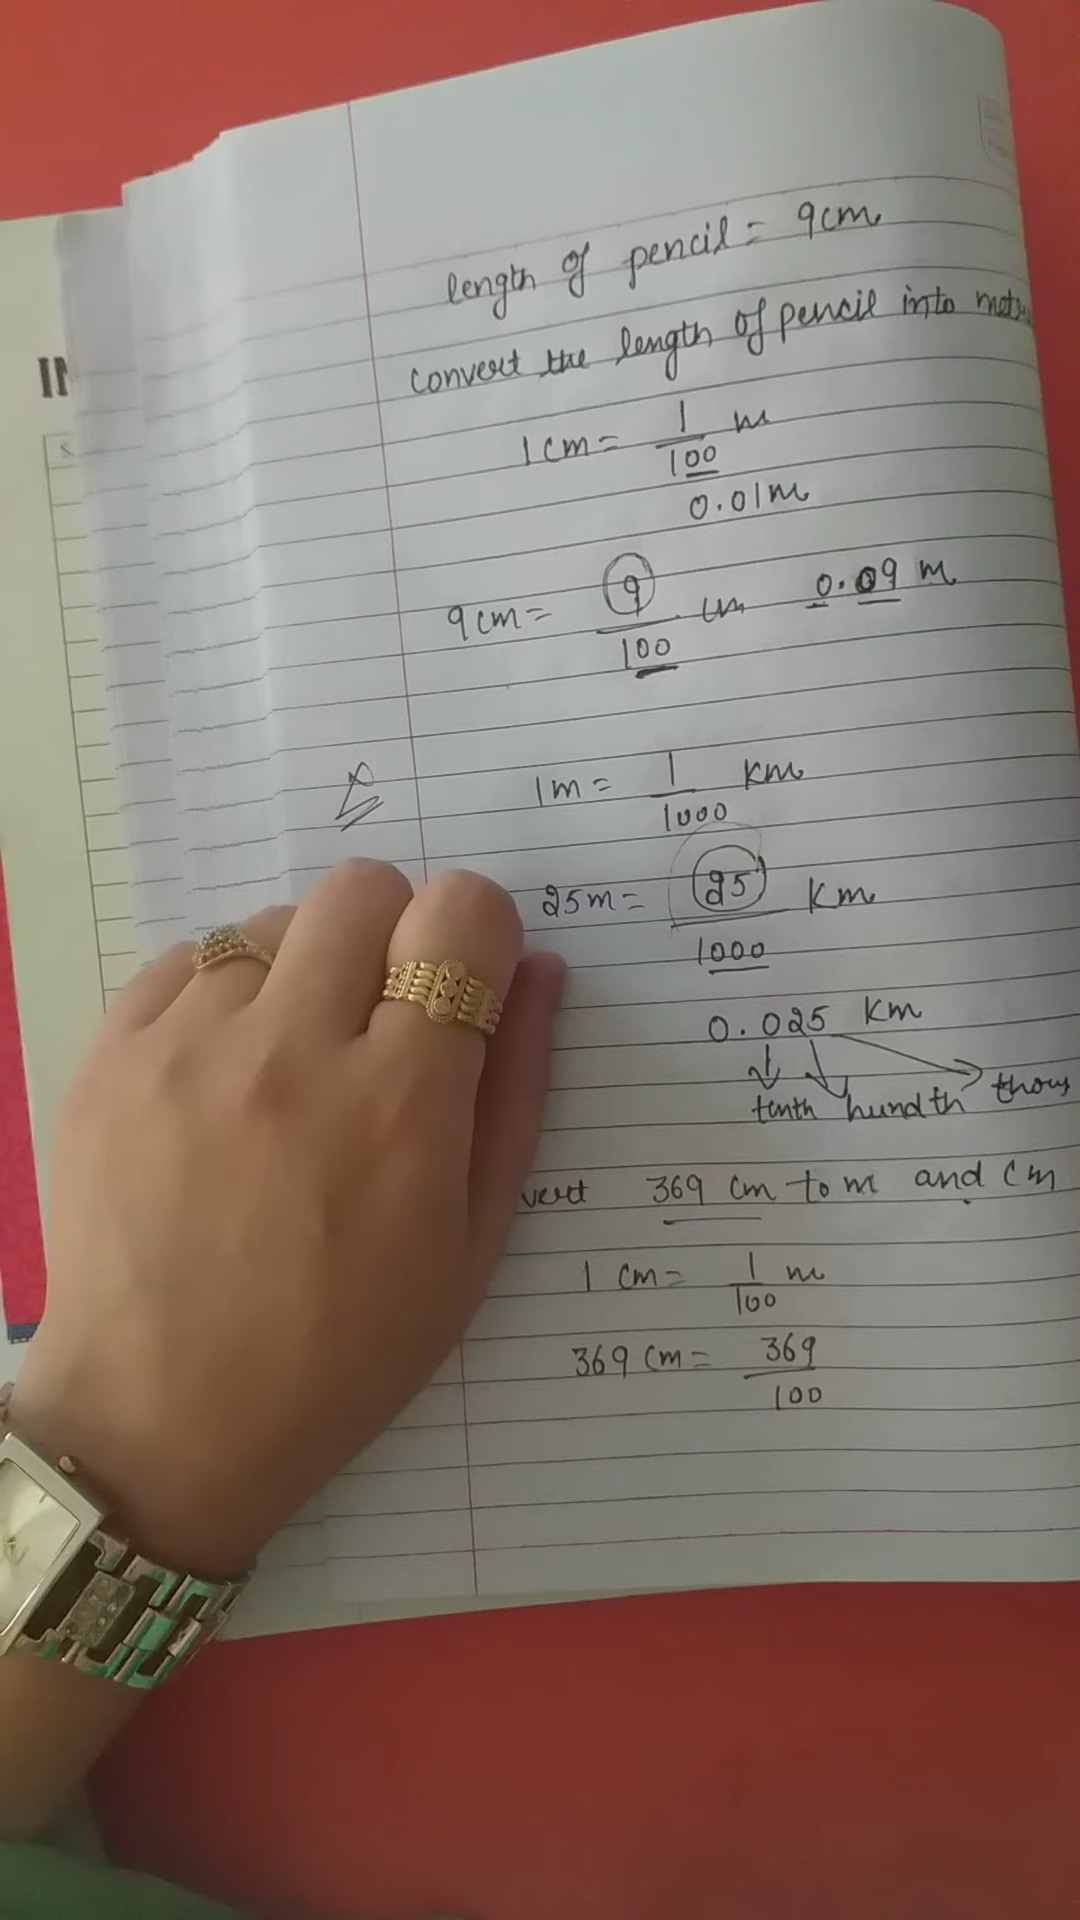 length of pencil = 9cm
convert the length of pencil into
1cm = 1/100 m
0.01m
9cm = 9/100 cm 0.09 m
1m = 1/1000 km
25m = 25/1000 Km
0.025 Km
tenth hundth thous
vert 369 cm to m and cm
1 cm = 1/100 m
369 cm = 369/100